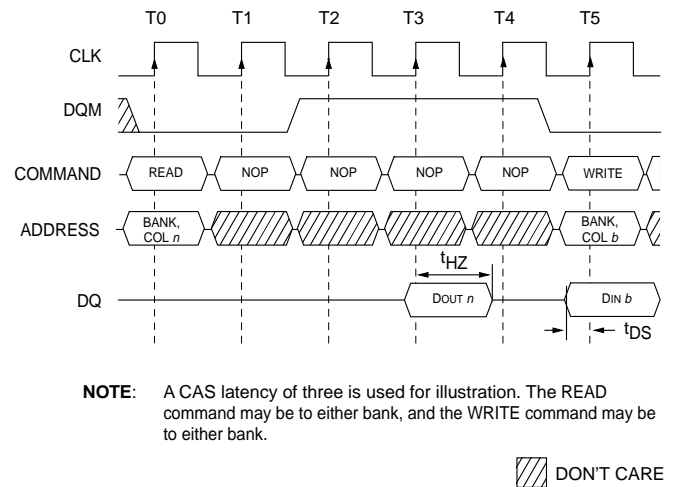 T0 T1 T2 T3 T4 T5
CLK
DQM
COMMAND READ NOP NOP NOP NOP WRITE
ADDRESS BANK, COL n BANK, COL b
tHZ
DQ DOUT n DIN b
tDS
NOTE: A CAS latency of three is used for illustration. The READ
command may be to either bank, and the WRITE command may be
to either bank.
DON'T CARE